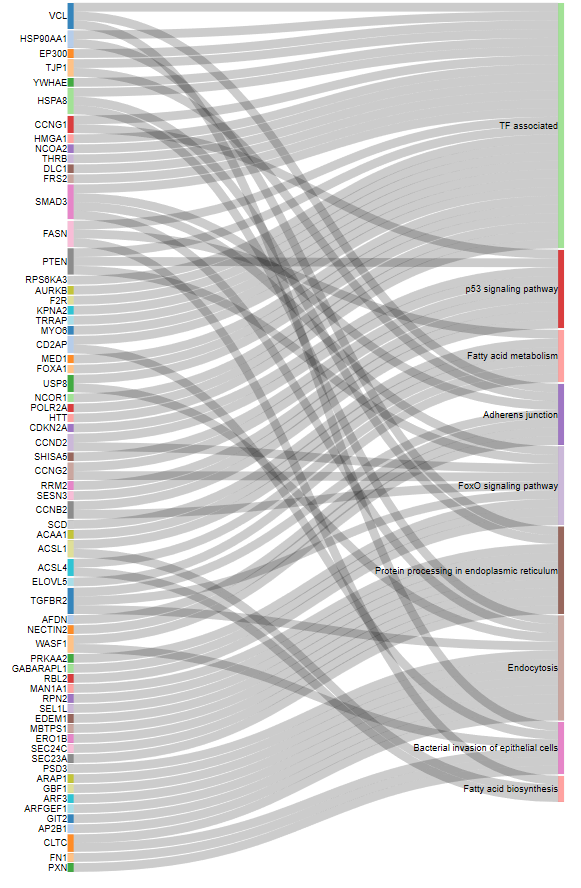 VCL
HSP90AA1
EP300
TJP1
YWHAE
HSPA8
CCNG1
HMGA1
NCOA2
THRB
DLC1
FRS2
SMAD3
FASN
PTEN
RPS6KA3
AURKB
F2R
KPNA2
TRRAP
MYO6
CD2AP
MED1
FOXA1
USP8
NCOR1
POLR2A
HTT
CDKN2A
CCND2
SHISA5
CCNG2
RRM2
SESN3
CCNB2
SCD
ACAA1
ACSL1
ACSL4
ELOVL5
TGFBR2
AFDN
NECTIN2
WASF1
PRKAA2
GABARAPL1
RBL2
MAN1A1
RPN2
SEL1L
EDEM1
MBTPS1
ERO1B
SEC24C
SEC23A
PSD3
ARAP1
GBF1
ARF3
ARFGEF1
GIT2
AP2B1
CLTC
FN1
PXN
TF associated
p53 signaling pathway
Fatty acid metabolism
Adherens junction
FoxO signaling pathway
Protein processing in endoplasmic reticulum
Endocytosis
Bacterial invasion of epithelial cells
Fatty acid biosynthesis